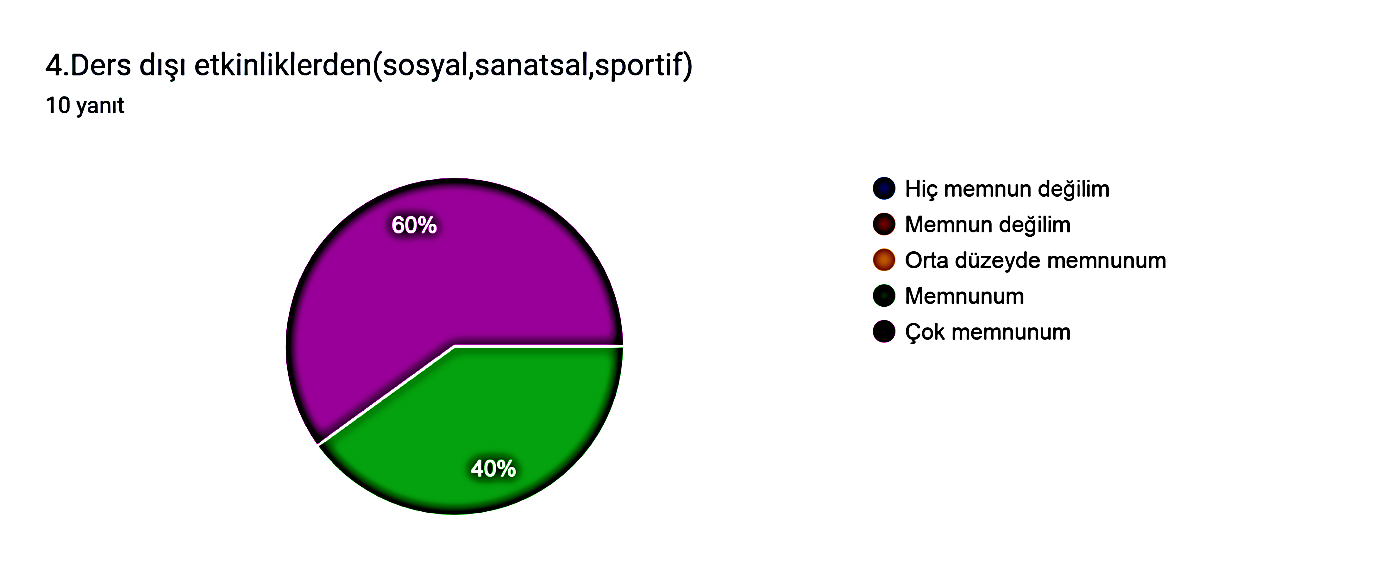 4.Ders dışı etkinliklerden(sosyal,sanatsal,sportif)
10 yanıt
60%
40%
Hiç memnun değilim
Memnun değilim
Orta düzeyde memnunum
Memnunum
Çok memnunum